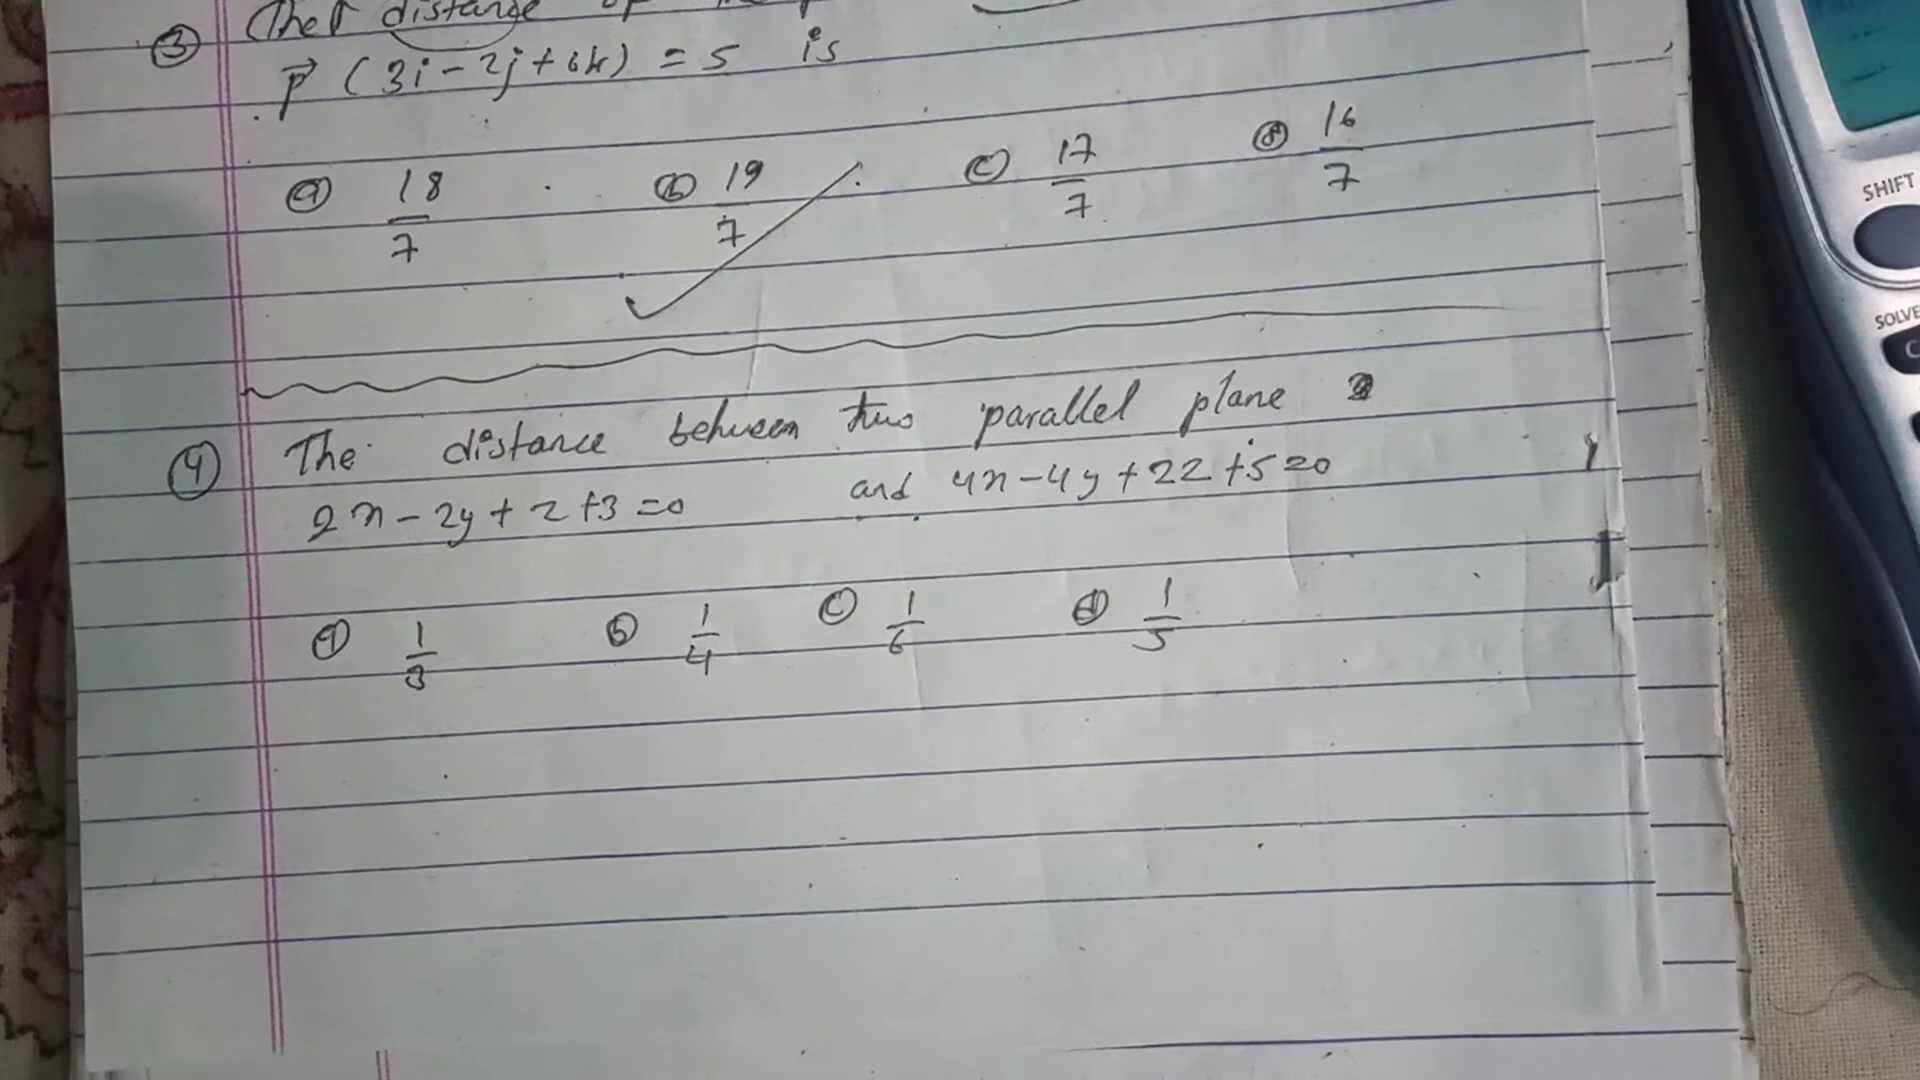 ③ The ⊥ distance of
p⃗ (3i - 2j + 6k) = 5 is
ⓐ 18/7 ⓑ 19/7 ⓒ 17/7 ⓓ 16/7
④ The distance between two parallel plane
2x - 2y + z + 3 = 0 and 4x - 4y + 2z + 5 = 0
ⓐ 1/3 ⓑ 1/4 ⓒ 1/6 ⓓ 1/5
SHIFT
SOLVE